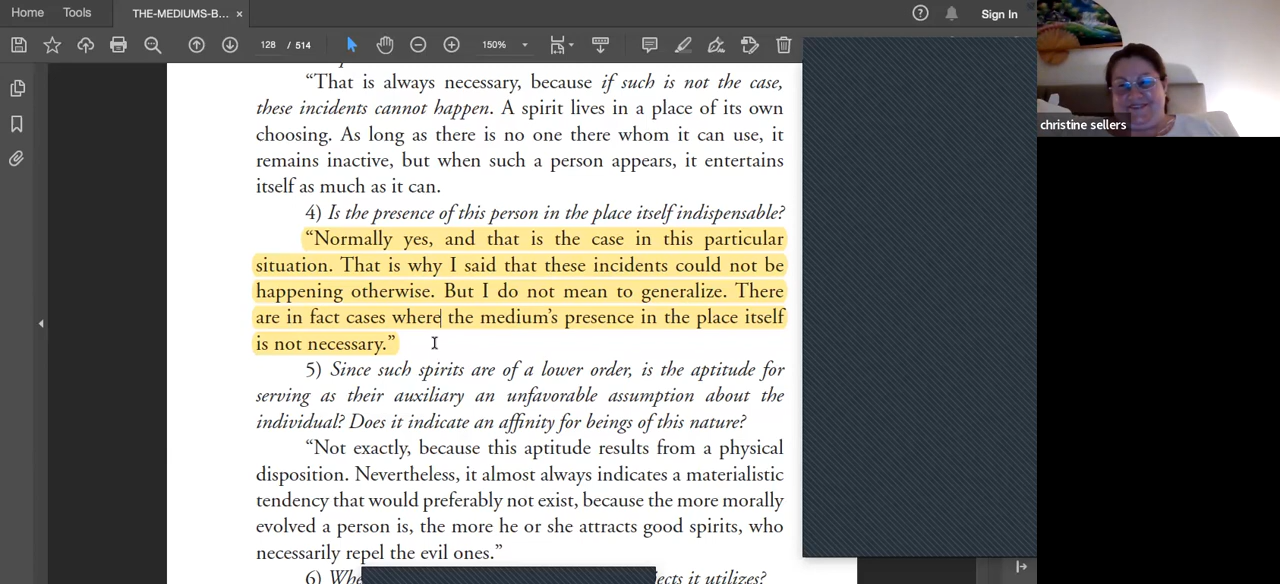 Home Tools THE-MEDIUMS-B... × Sign In
128 / 514 150%
christine sellers
“That is always necessary, because if such is not the case,
these incidents cannot happen. A spirit lives in a place of its own
choosing. As long as there is no one there whom it can use, it
remains inactive, but when such a person appears, it entertains
itself as much as it can.
4) Is the presence of this person in the place itself indispensable?
“Normally yes, and that is the case in this particular
situation. That is why I said that these incidents could not be
happening otherwise. But I do not mean to generalize. There
are in fact cases where the medium’s presence in the place itself
is not necessary.”
5) Since such spirits are of a lower order, is the aptitude for
serving as their auxiliary an unfavorable assumption about the
individual? Does it indicate an affinity for beings of this nature?
“Not exactly, because this aptitude results from a physical
disposition. Nevertheless, it almost always indicates a materialistic
tendency that would preferably not exist, because the more morally
evolved a person is, the more he or she attracts good spirits, who
necessarily repel the evil ones.”
6) it utilizes?